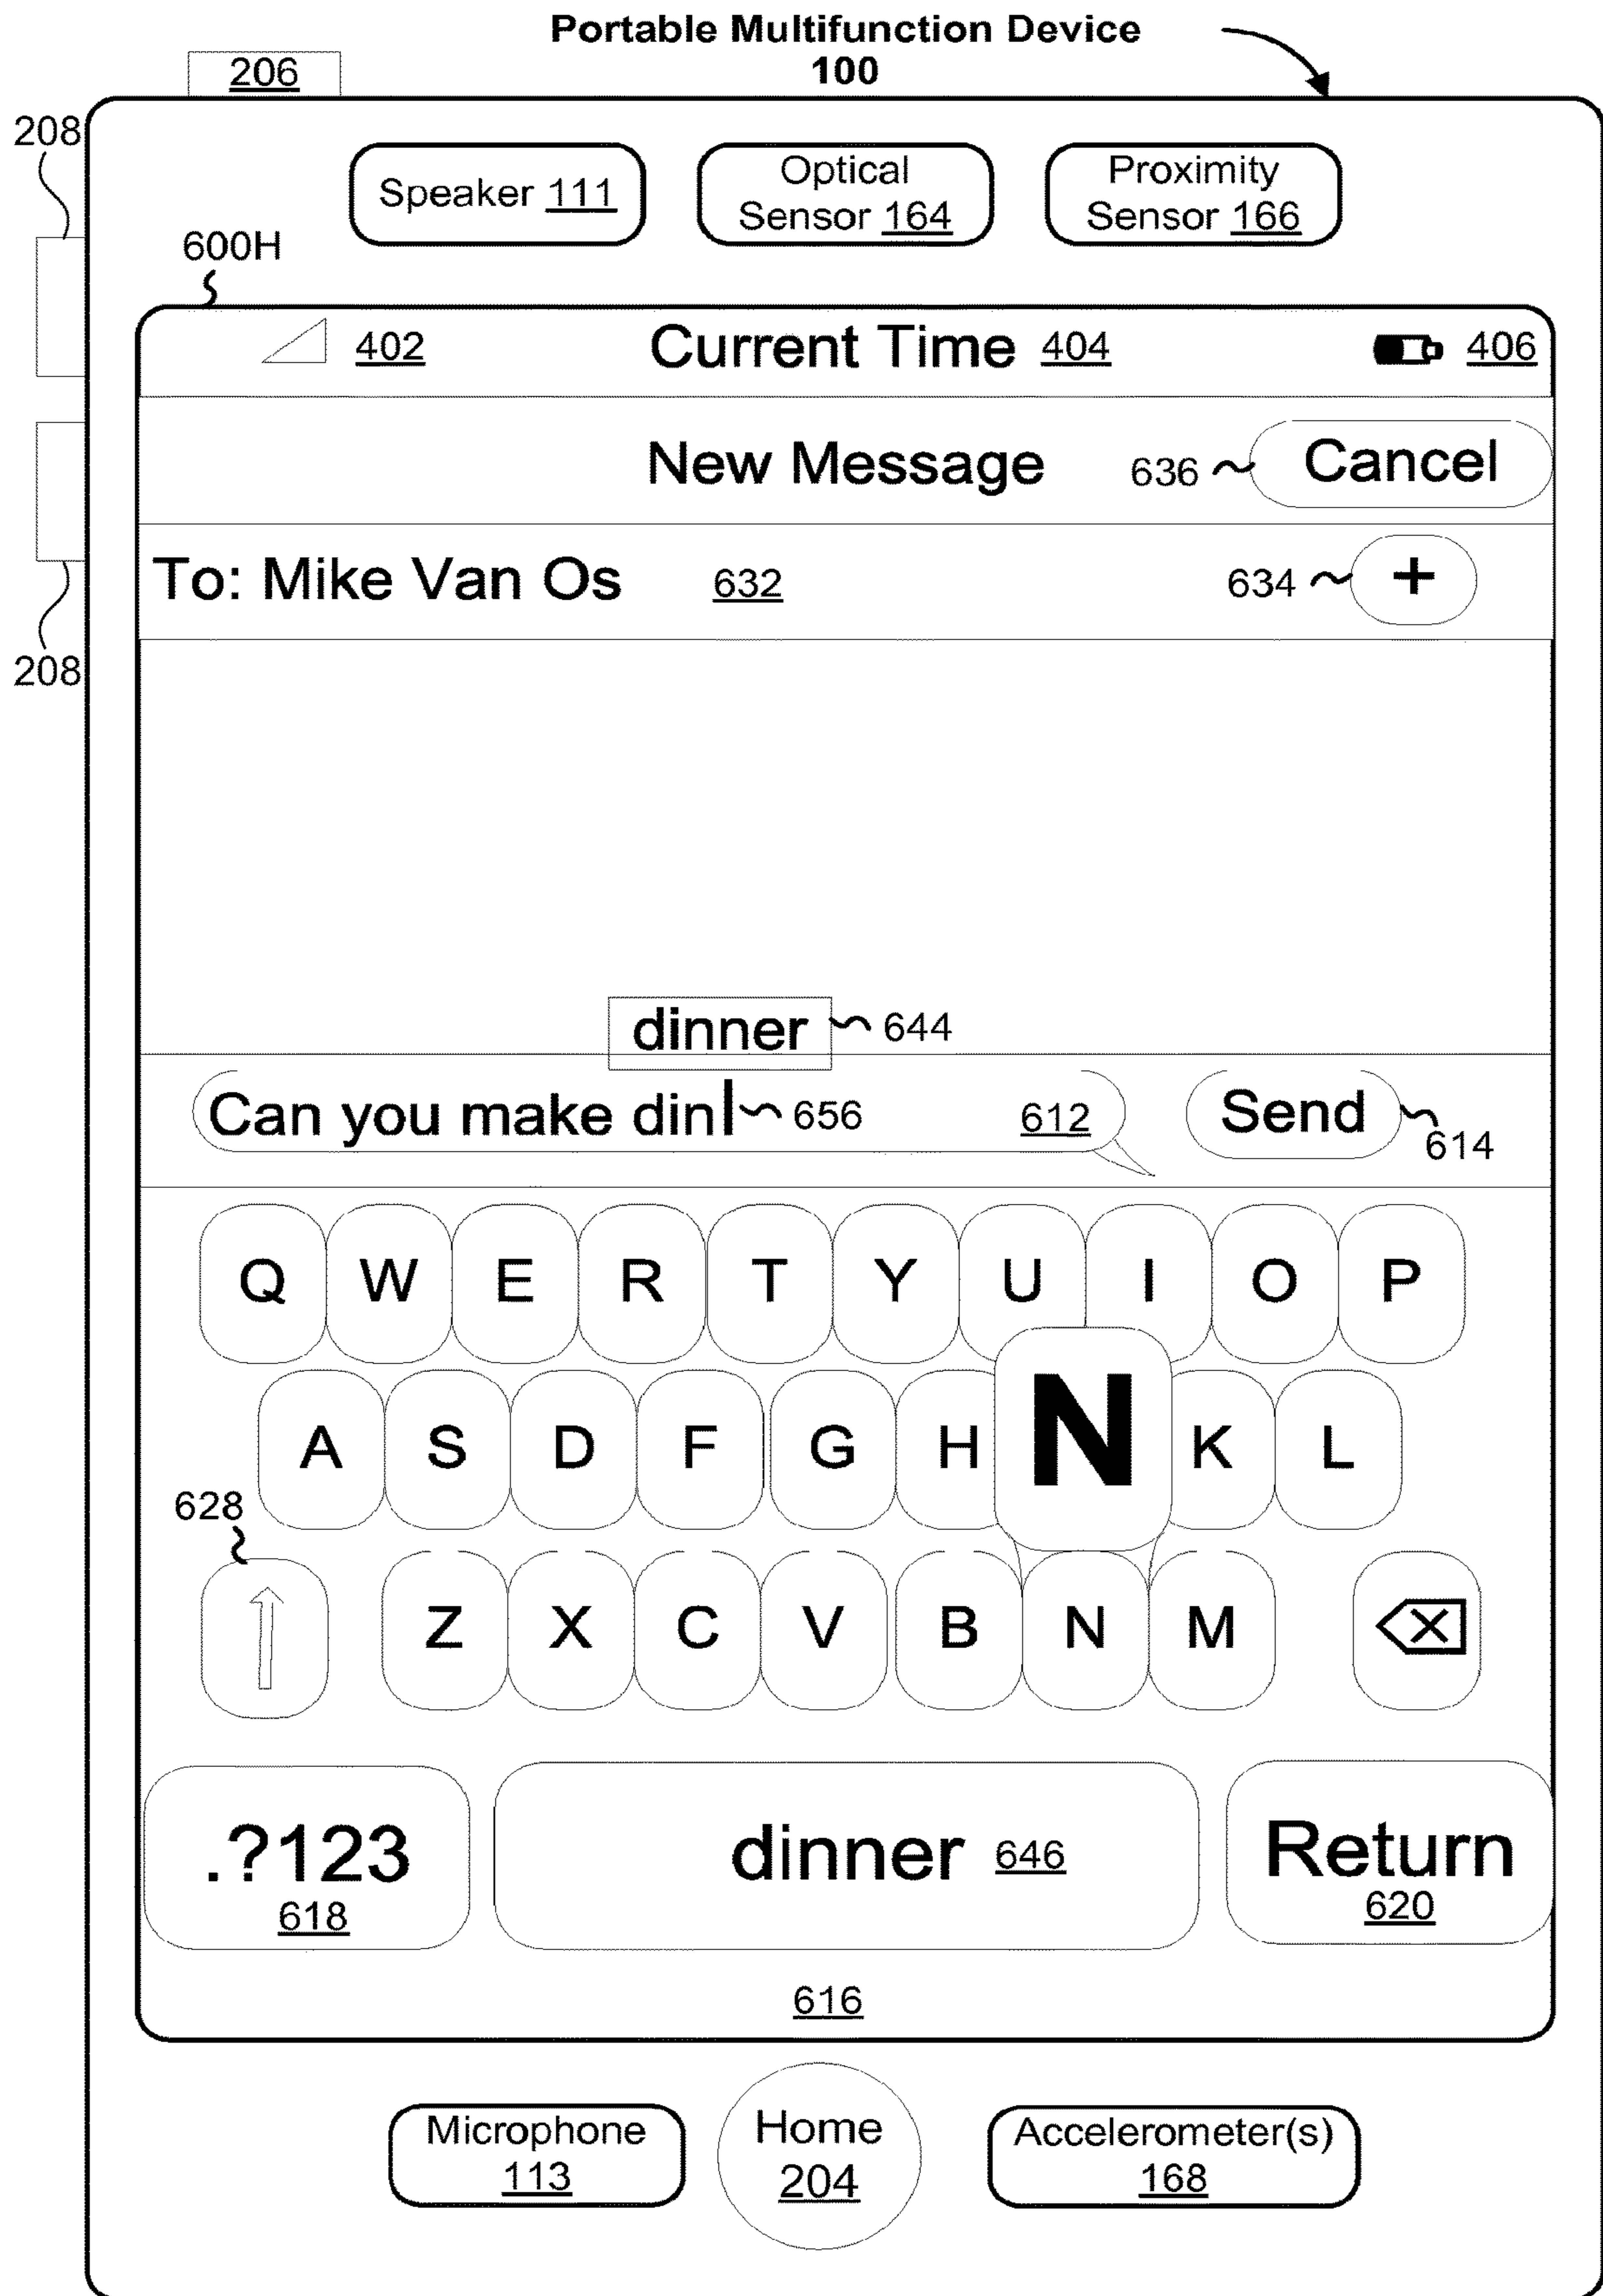 Portable Multifunction Device
100
206
208
Speaker 111
Optical
Sensor 164
Proximity
Sensor 166
600H
402
Current Time 404
406
New Message
636
Cancel
To: Mike Van Os
632
634
+
208
dinner
644
Can you make din
656
612
Send
614
Q W E R T Y U I O P
A S D F G H N K L
628
Z X C V B N M
.?123
618
dinner 646
Return
620
616
Microphone
113
Home
204
Accelerometer(s)
168